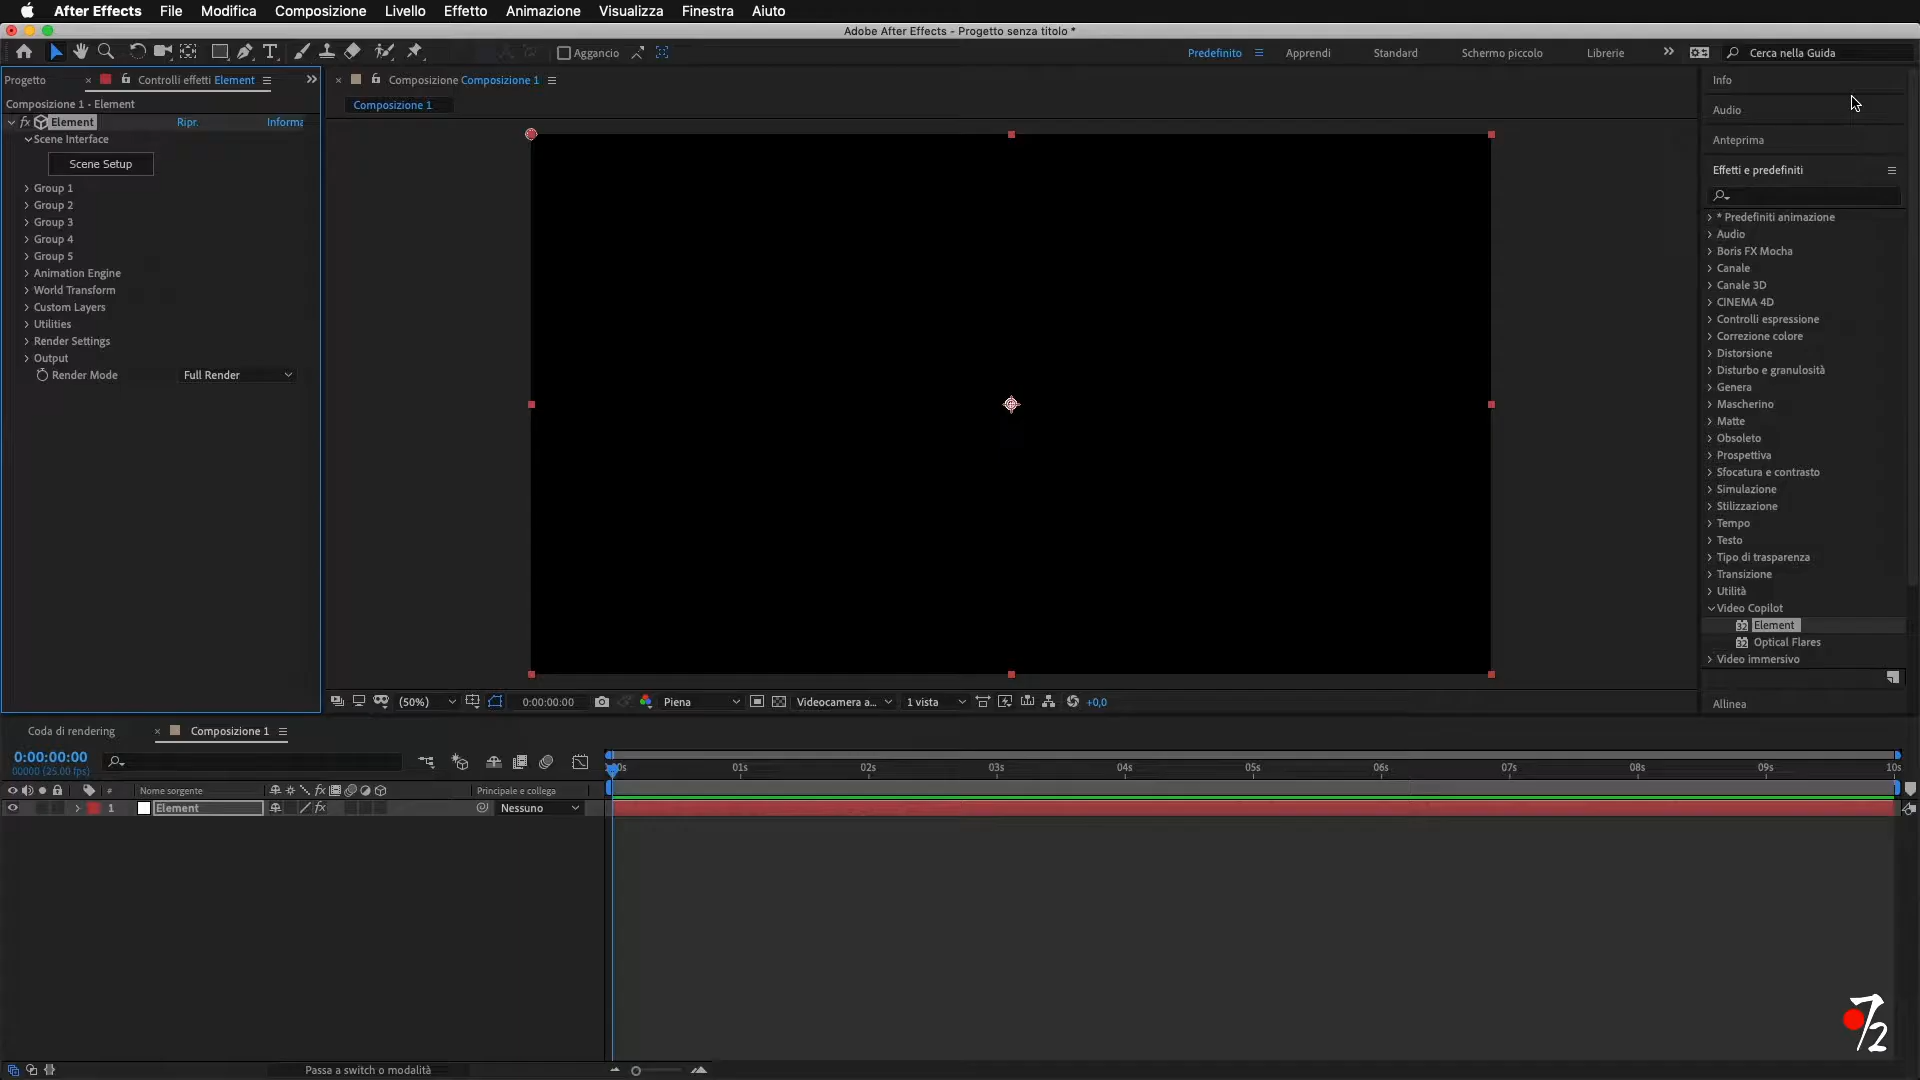 After Effects File Modifica Composizione Livello Effetto Animazione Visualizza Finestra Aiuto
Adobe After Effects - Progetto senza titolo *
Aggancio Predefinito Apprendi Standard Schermo piccolo Librerie Cerca nella Guida
Progetto Controlli effetti Element
Composizione 1 - Element
Element Ripr. Informa
Scene Interface
Scene Setup
Group 1
Group 2
Group 3
Group 4
Group 5
Animation Engine
World Transform
Custom Layers
Utilities
Render Settings
Output
Render Mode Full Render
Composizione Composizione 1
Composizione 1
(50%) 0:00:00:00 Piena Videocamera a... 1 vista +0,0
Info
Audio
Anteprima
Effetti e predefiniti
* Predefiniti animazione
Audio
Boris FX Mocha
Canale
Canale 3D
CINEMA 4D
Controlli espressione
Correzione colore
Distorsione
Disturbo e granulosità
Genera
Mascherino
Matte
Obsoleto
Prospettiva
Sfocatura e contrasto
Simulazione
Stilizzazione
Tempo
Testo
Tipo di trasparenza
Transizione
Utilità
Video Copilot
32 Element
32 Optical Flares
Video immersivo
Allinea
Coda di rendering Composizione 1
0:00:00:00
00000 (25.00 fps)
01s 02s 03s 04s 05s 06s 07s 08s 09s 10s
# Nome sorgente fx Principale e collega
1 Element fx Nessuno
Passa a switch o modalità
7/2